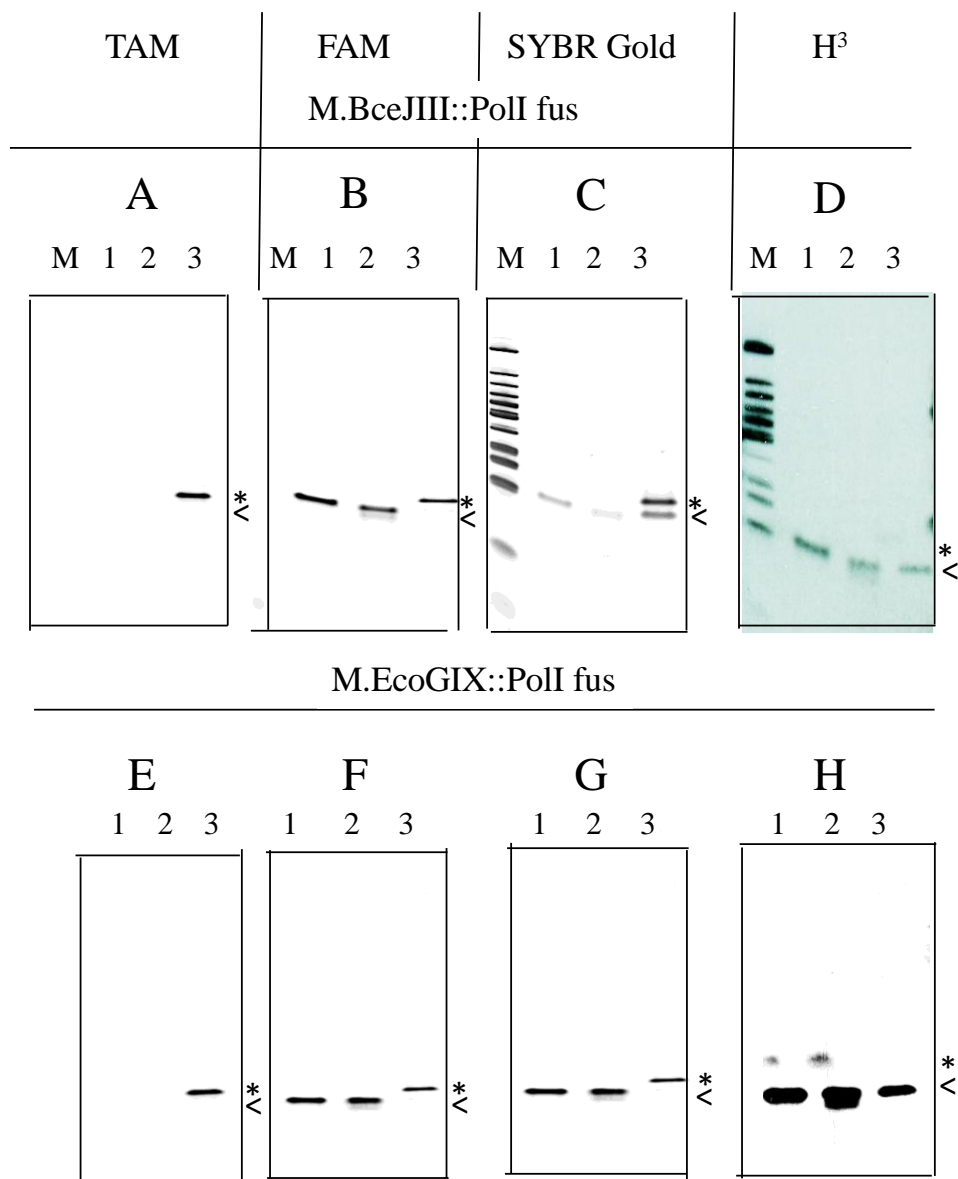 TAM FAM SYBR Gold H³
M.BceJIII::PolI fus
A B C D
M 1 2 3 M 1 2 3 M 1 2 3 M 1 2 3
* * * *
< < < <
M.EcoGIX::PolI fus
E F G H
1 2 3 1 2 3 1 2 3 1 2 3
* * * *
< < < <